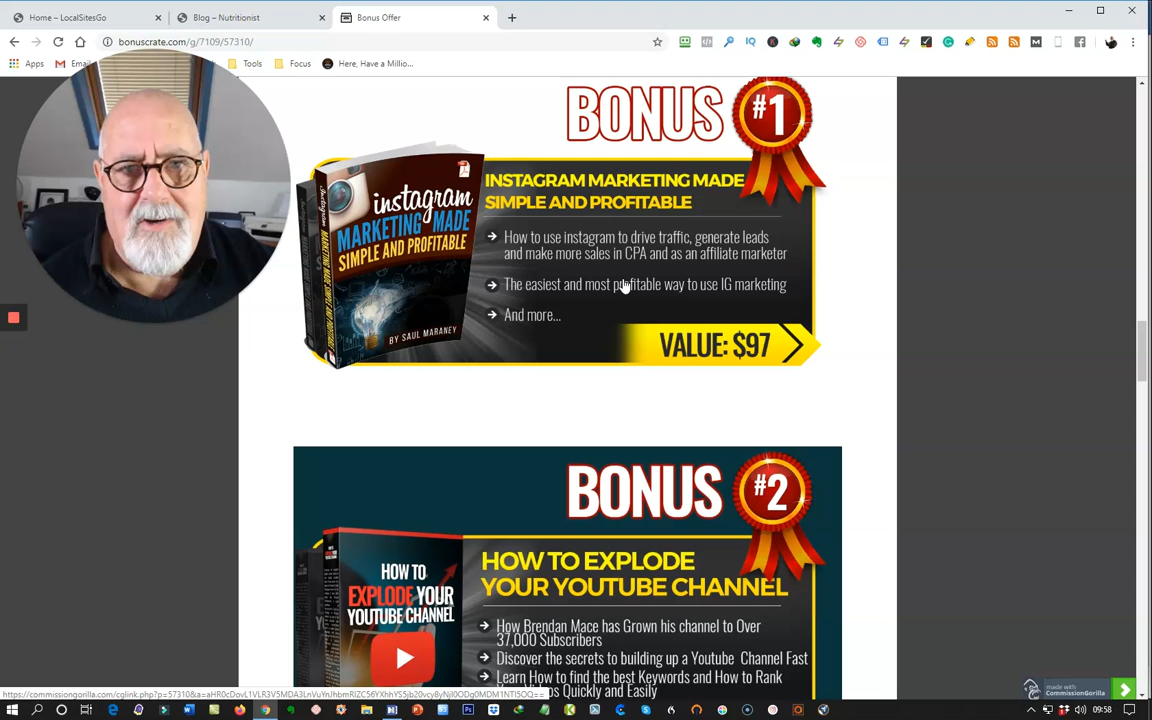 Home – LocalSitesGo
Blog – Nutritionist
Bonus Offer
bonuscrate.com/g/7109/57310/
Apps
Email
Tools
Focus
Here, Have a Millio...
BONUS #1
INSTAGRAM MARKETING MADE
SIMPLE AND PROFITABLE
How to use instagram to drive traffic, generate leads
and make more sales in CPA and as an affiliate marketer
The easiest and most profitable way to use IG marketing
And more...
VALUE: $97
instagram
MARKETING MADE
SIMPLE AND PROFITABLE
BY SAUL MARANEY
BONUS #2
HOW TO EXPLODE
YOUR YOUTUBE CHANNEL
How Brendan Mace has Grown his channel to Over
37,000 Subscribers
Discover the secrets to building up a Youtube Channel Fast
Learn How to find the best Keywords and How to Rank
Videos Quickly and Easily
HOW TO
EXPLODE YOUR
YOUTUBE CHANNEL
made with
COMMISSIONGORILLA
09:58